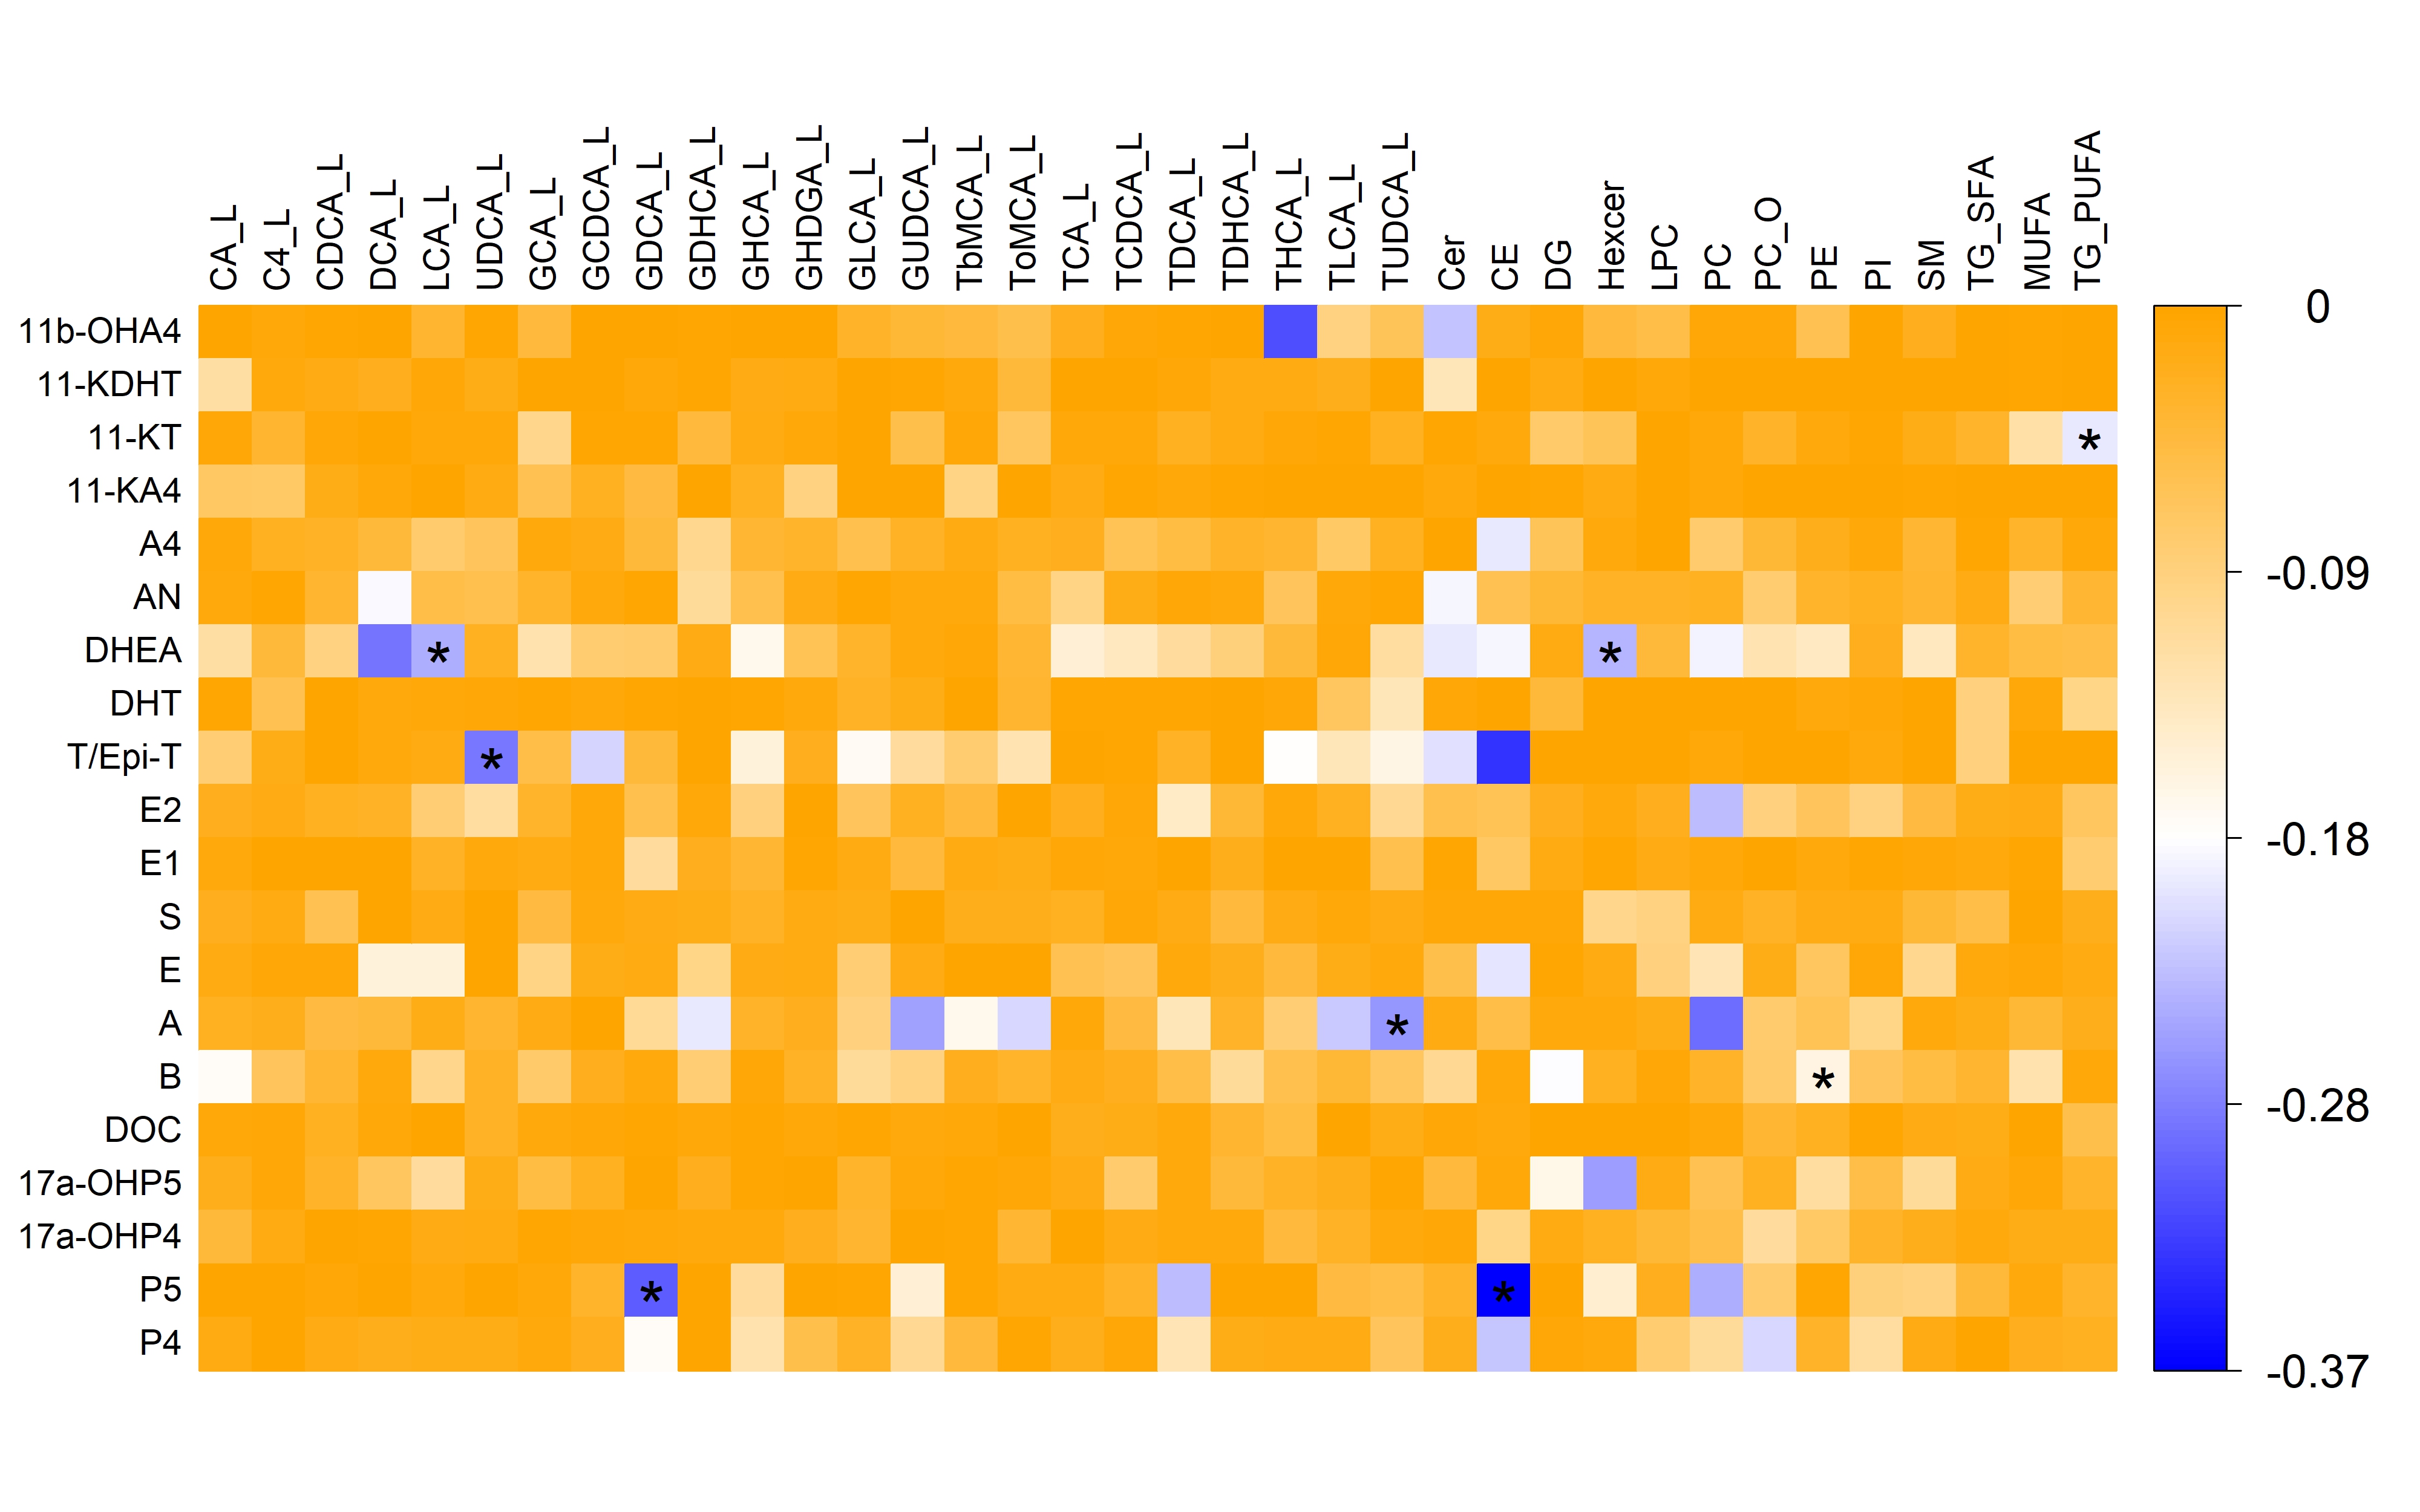 CA_L
C4_L
CDCA_L
DCA_L
LCA_L
UDCA_L
GCA_L
GCDCA_L
GDCA_L
GDHCA_L
GHCA_L
GHDGA_L
GLCA_L
GUDCA_L
TbMCA_L
ToMCA_L
TCA_L
TCDCA_L
TDCA_L
TDHCA_L
THCA_L
TLCA_L
TUDCA_L
Cer
CE
DG
Hexcer
LPC
PC
PC_O
PE
PI
SM
TG_SFA
MUFA
TG_PUFA
11b-OHA4
11-KDHT
11-KT
*
11-KA4
A4
AN
DHEA
* *
DHT
T/Epi-T
*
E2
E1
S
E
A
*
B
*
DOC
17a-OHP5
17a-OHP4
P5
* *
P4
0
-0.09
-0.18
-0.28
-0.37